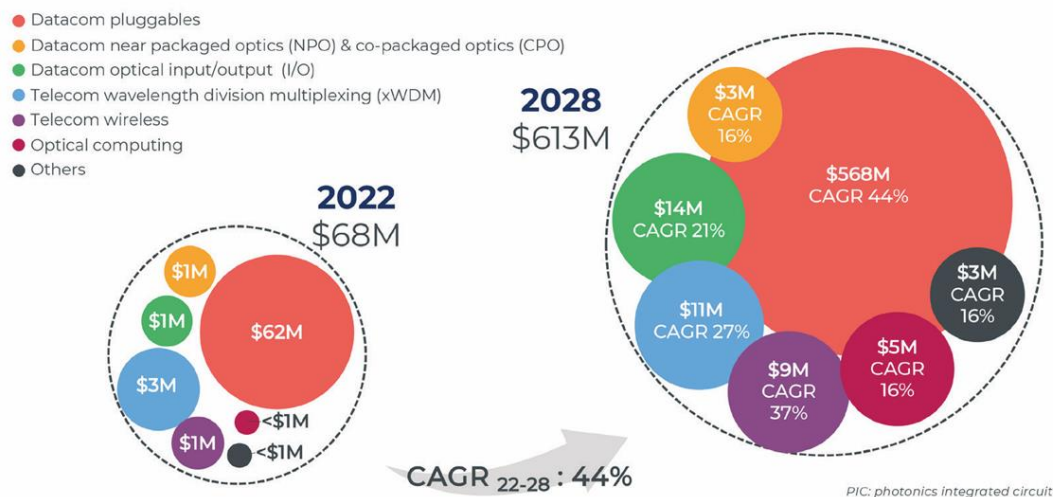 Datacom pluggables
Datacom near packaged optics (NPO) & co-packaged optics (CPO)
Datacom optical input/output (I/O)
Telecom wavelength division multiplexing (xWDM)
Telecom wireless
Optical computing
Others
2022
$68M
$1M
$1M
$62M
$3M
$1M
<$1M
<$1M
2028
$613M
$3M
CAGR
16%
$568M
CAGR 44%
$14M
CAGR 21%
$11M
CAGR 27%
$9M
CAGR
37%
$5M
CAGR
16%
$3M
CAGR
16%
CAGR 22-28 : 44%
PIC: photonics integrated circuit